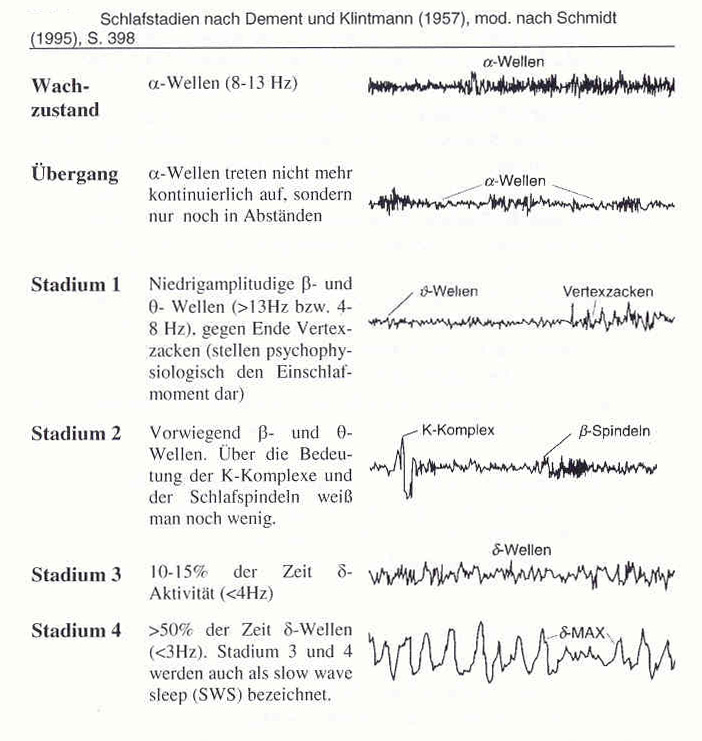 Schlafstadien nach Dement und Klintmann (1957), mod. nach Schmidt
(1995), S. 398
Wach-
zustand
α-Wellen (8-13 Hz)
α-Wellen
Übergang
α-Wellen treten nicht mehr
kontinuierlich auf, sondern
nur noch in Abständen
α-Wellen
Stadium 1
Niedrigamplitudige β- und
θ- Wellen (>13Hz bzw. 4-
8 Hz), gegen Ende Vertex-
zacken (stellen psychophy-
siologisch den Einschlaf-
moment dar)
ϑ-Wellen
Vertexzacken
Stadium 2
Vorwiegend β- und θ-
Wellen. Über die Bedeu-
tung der K-Komplexe und
der Schlafspindeln weiß
man noch wenig.
K-Komplex
β-Spindeln
Stadium 3
10-15% der Zeit δ-
Aktivität (<4Hz)
δ-Wellen
Stadium 4
>50% der Zeit δ-Wellen
(<3Hz). Stadium 3 und 4
werden auch als slow wave
sleep (SWS) bezeichnet.
δ-MAX